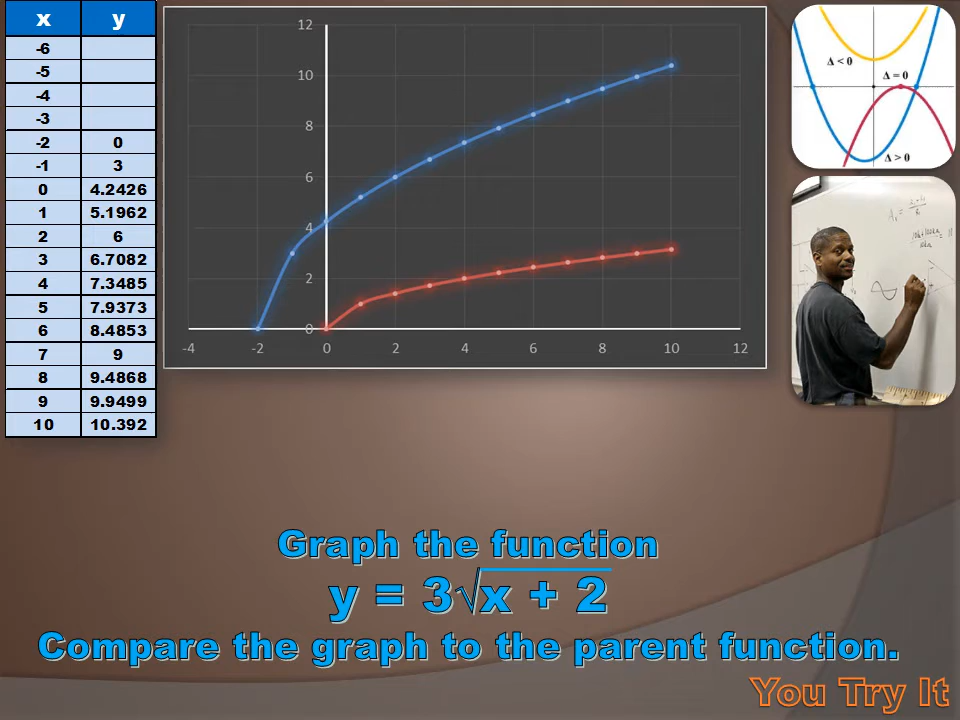 x y
-6
-5
-4
-3
-2 0
-1 3
0 4.2426
1 5.1962
2 6
3 6.7082
4 7.3485
5 7.9373
6 8.4853
7 9
8 9.4868
9 9.9499
10 10.392
12
10
8
6
4
2
0
-4 -2 0 2 4 6 8 10 12
Δ < 0
Δ = 0
Δ > 0
Graph the function
y = 3√x + 2
Compare the graph to the parent function.
You Try It